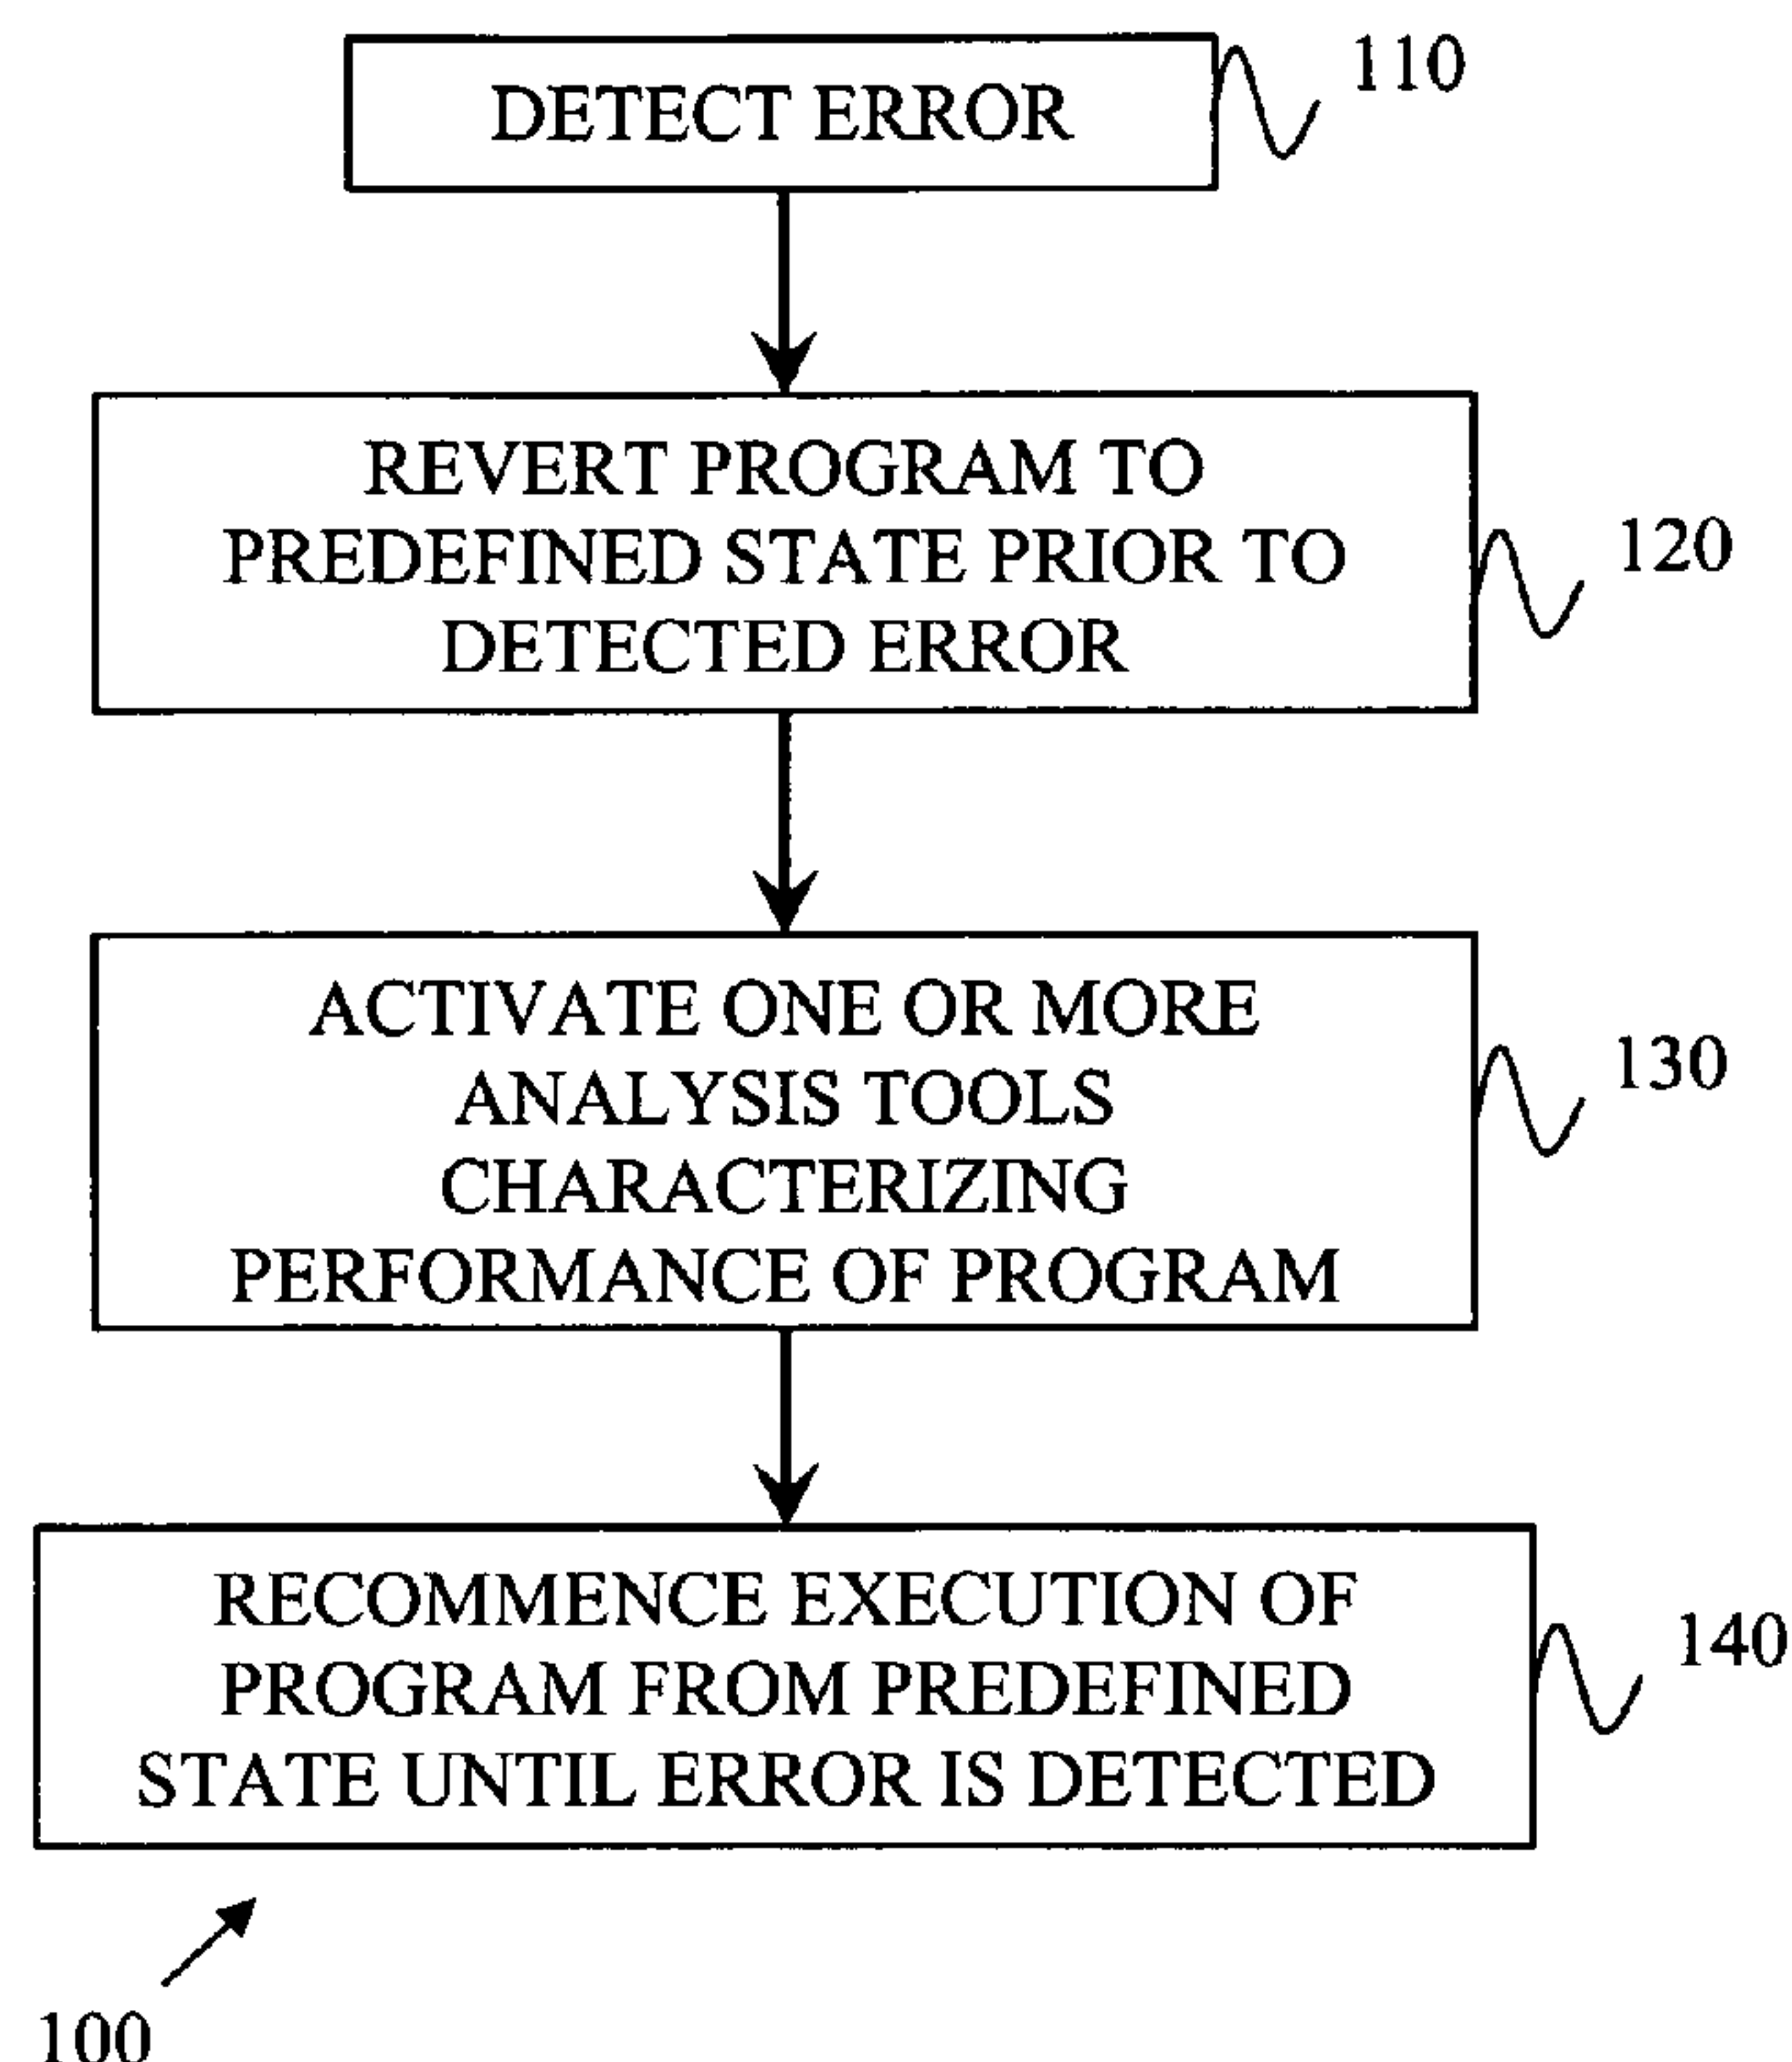 DETECT ERROR
110
REVERT PROGRAM TO
PREDEFINED STATE PRIOR TO
DETECTED ERROR
120
ACTIVATE ONE OR MORE
ANALYSIS TOOLS
CHARACTERIZING
PERFORMANCE OF PROGRAM
130
RECOMMENCE EXECUTION OF
PROGRAM FROM PREDEFINED
STATE UNTIL ERROR IS DETECTED
140
100